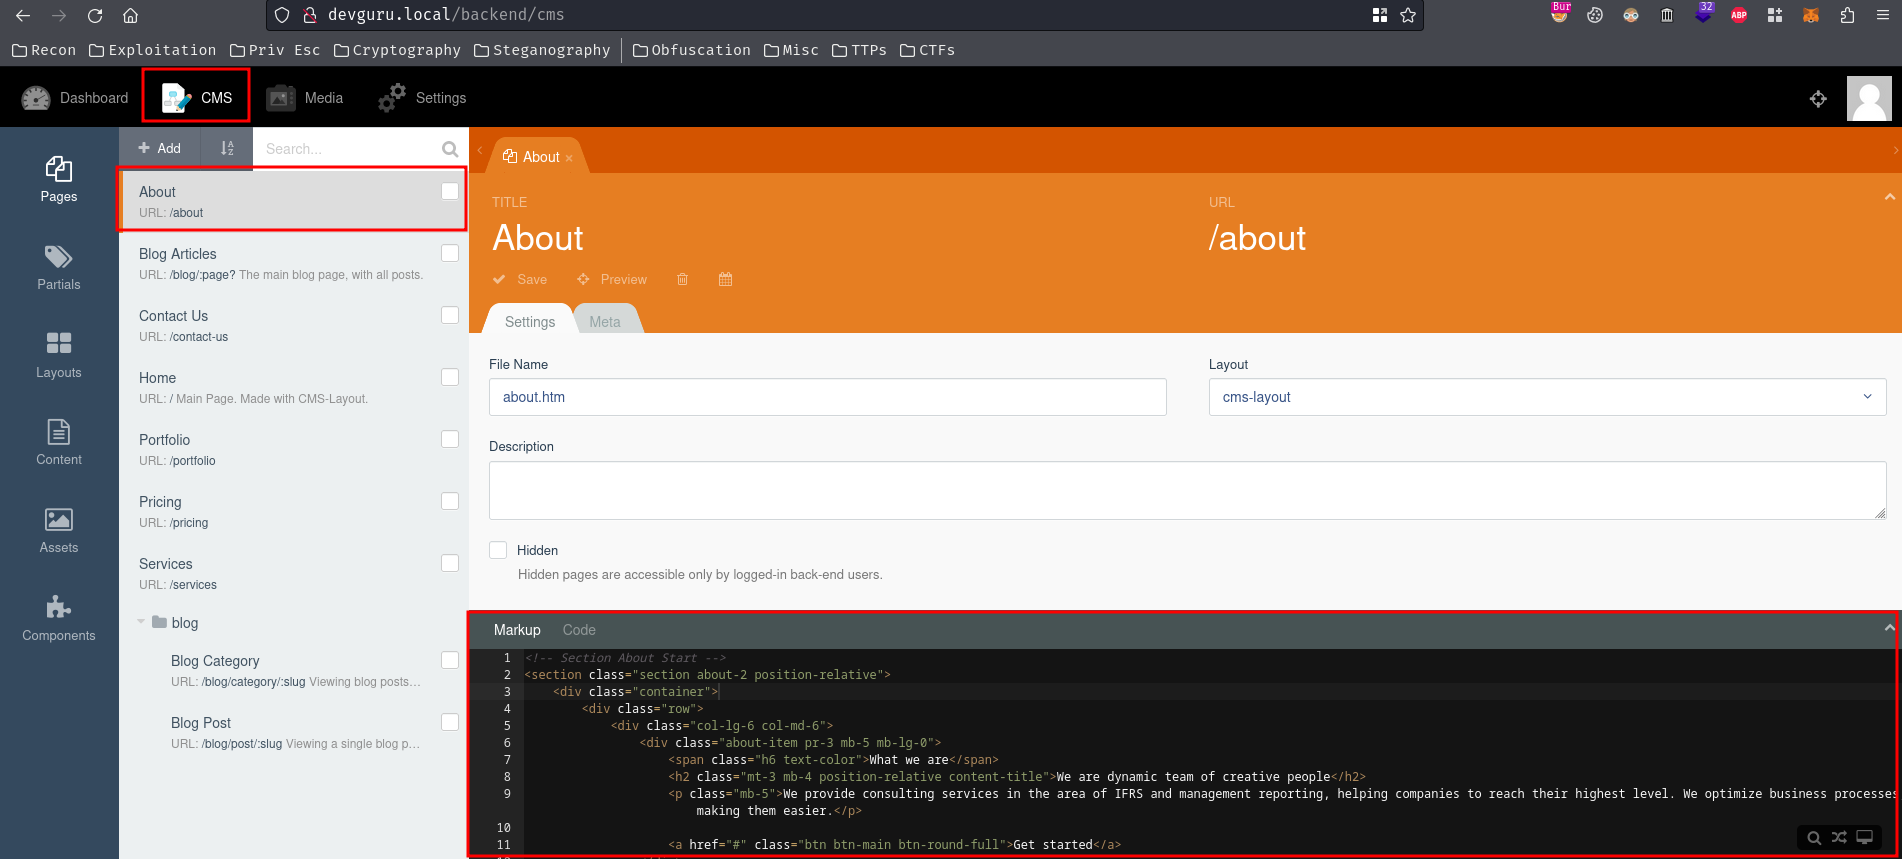 devguru.local/backend/cms
Bur
32
ABP
Recon Exploitation Priv Esc Cryptography Steganography Obfuscation Misc TTPs CTFs
Dashboard CMS Media Settings
Add
Search...
Pages
Partials
Layouts
Content
Assets
Components
About
URL: /about
Blog Articles
URL: /blog/:page? The main blog page, with all posts.
Contact Us
URL: /contact-us
Home
URL: / Main Page. Made with CMS-Layout.
Portfolio
URL: /portfolio
Pricing
URL: /pricing
Services
URL: /services
blog
Blog Category
URL: /blog/category/:slug Viewing blog posts…
Blog Post
URL: /blog/post/:slug Viewing a single blog p…
About ×
TITLE
About
URL
/about
Save Preview
Settings Meta
File Name
about.htm
Layout
cms-layout
Description
Hidden
Hidden pages are accessible only by logged-in back-end users.
Markup Code
1 <!-- Section About Start -->
2 <section class="section about-2 position-relative">
3 <div class="container">
4 <div class="row">
5 <div class="col-lg-6 col-md-6">
6 <div class="about-item pr-3 mb-5 mb-lg-0">
7 <span class="h6 text-color">What we are</span>
8 <h2 class="mt-3 mb-4 position-relative content-title">We are dynamic team of creative people</h2>
9 <p class="mb-5">We provide consulting services in the area of IFRS and management reporting, helping companies to reach their highest level. We optimize business processes
making them easier.</p>
10
11 <a href="#" class="btn btn-main btn-round-full">Get started</a>